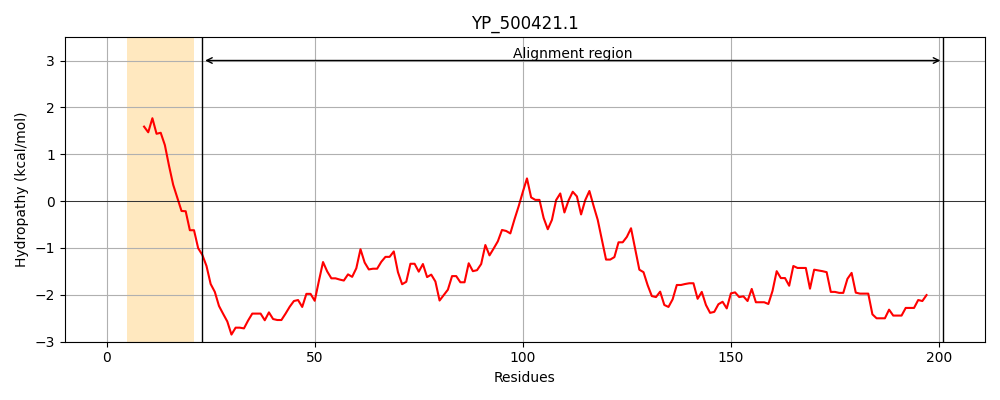 YP_500421.1
Alignment region
Hydropathy (kcal/mol)
3
2
1
0
−1
−2
−3
0 50 100 150 200
Residues